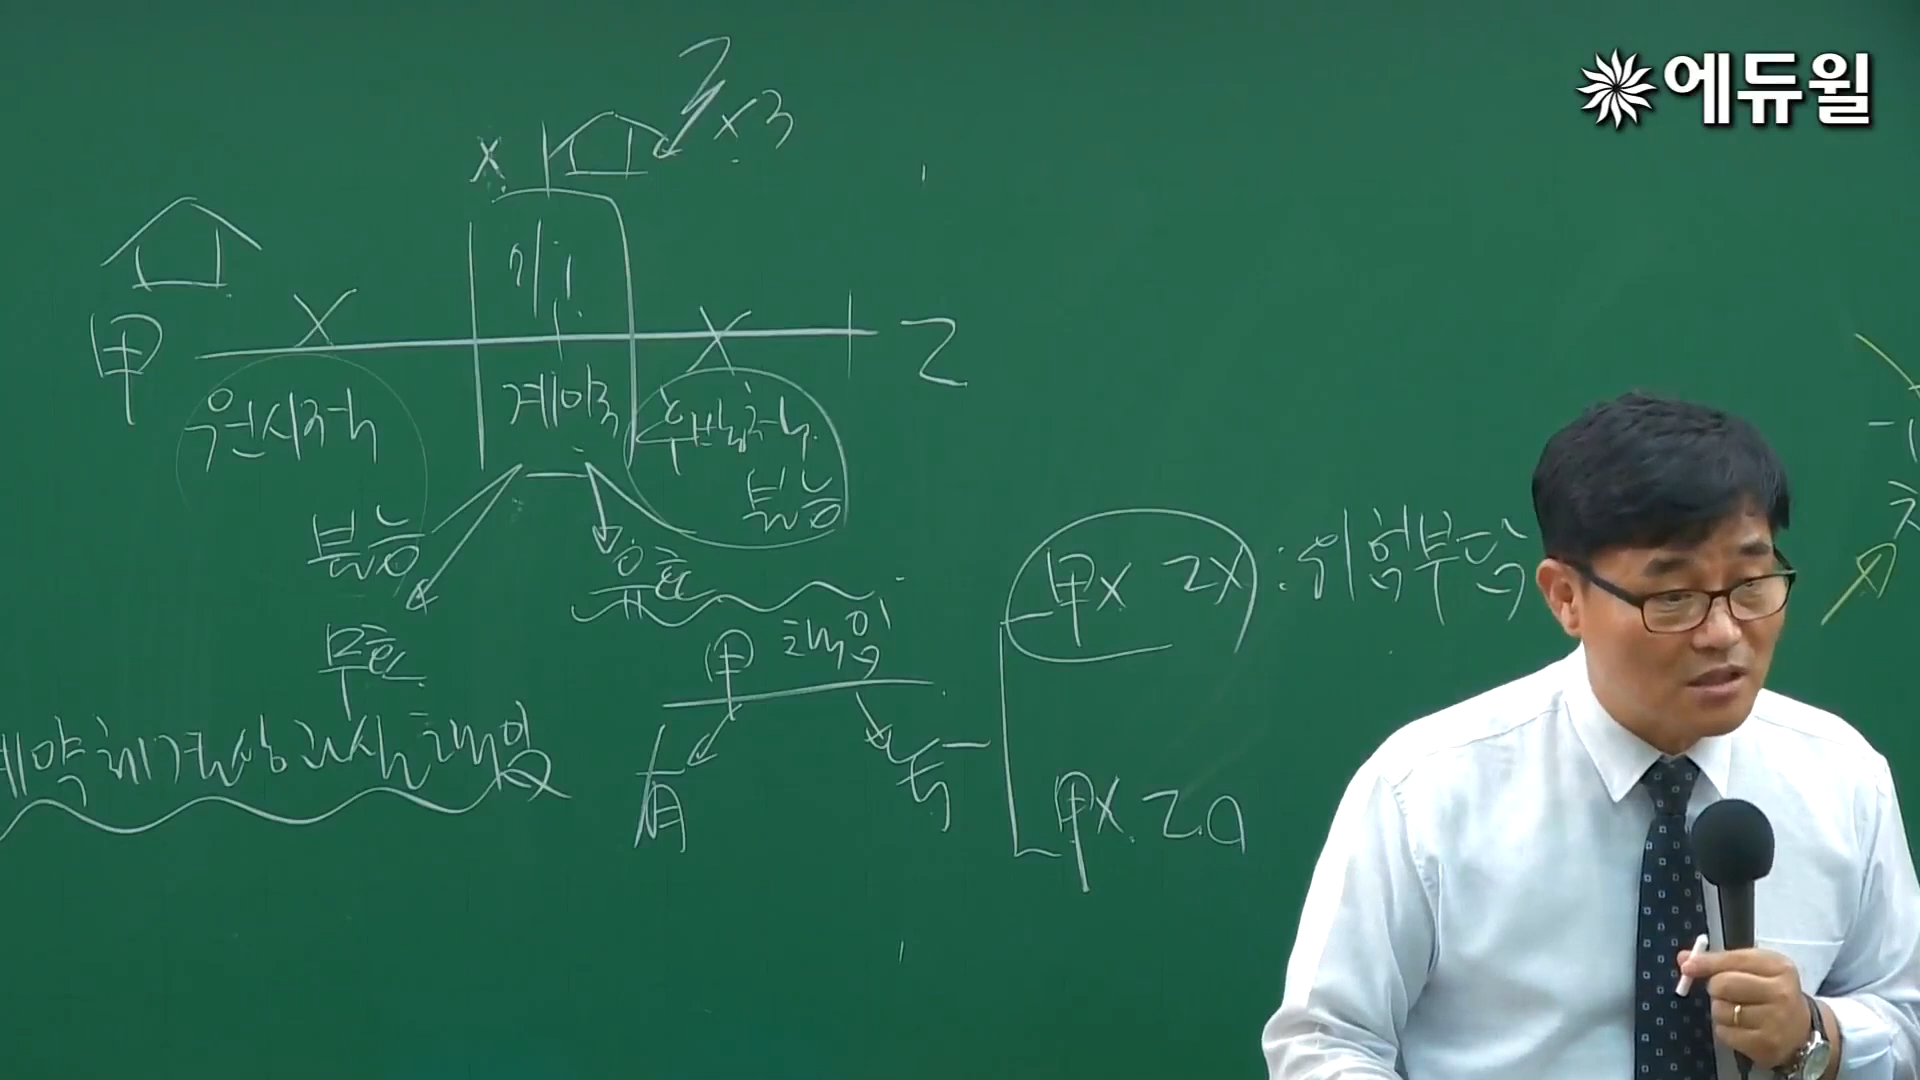 에듀윌
X
X 3
甲
X
X
乙
원시적
계약
후발적
불능
불능
무효
유효
甲 책임
有
계약체결상 과실책임
甲X 乙X : 위험부담
甲X 乙O